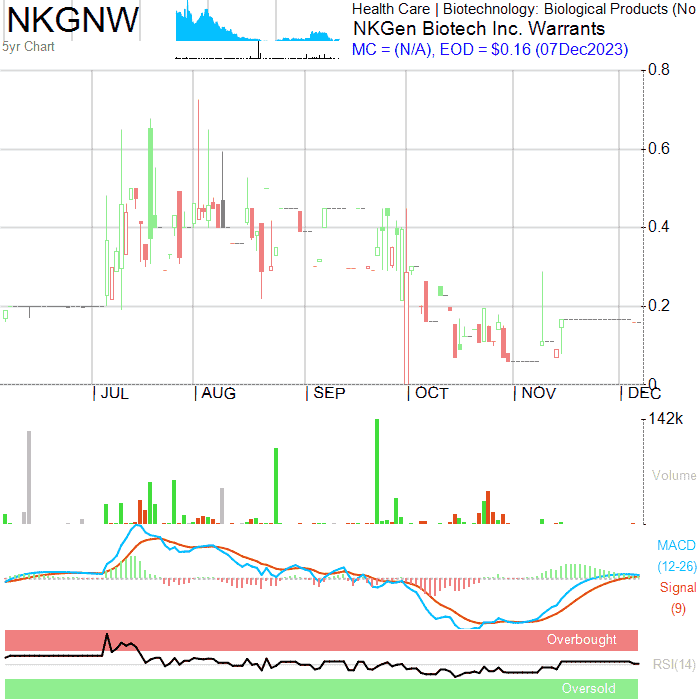 NKGNW
5yr Chart
Health Care | Biotechnology: Biological Products (No
NKGen Biotech Inc. Warrants
MC = (N/A), EOD = $0.16 (07Dec2023)
0.8
0.6
0.4
0.2
0
JUL
AUG
SEP
OCT
NOV
DEC
142k
Volume
MACD
(12-26)
Signal
(9)
Overbought
RSI(14)
Oversold